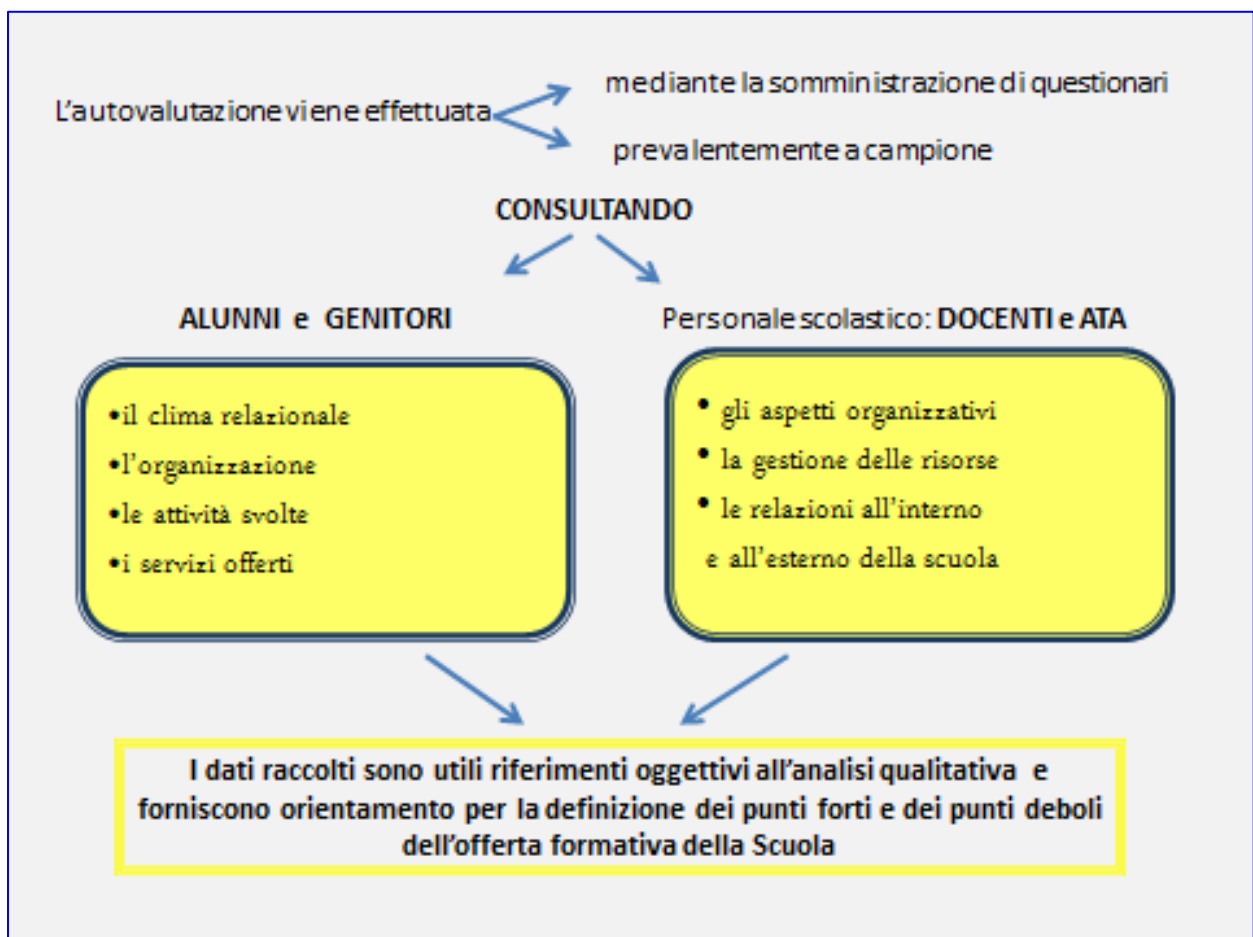 L'autovalutazione viene effettuata
mediante la somministrazione di questionari
prevalentemente a campione
CONSULTANDO
ALUNNI e GENITORI
•il clima relazionale
•l'organizzazione
•le attività svolte
•i servizi offerti
Personale scolastico: DOCENTI e ATA
• gli aspetti organizzativi
• la gestione delle risorse
• le relazioni all'interno
e all'esterno della scuola
I dati raccolti sono utili riferimenti oggettivi all'analisi qualitativa e
forniscono orientamento per la definizione dei punti forti e dei punti deboli
dell'offerta formativa della Scuola